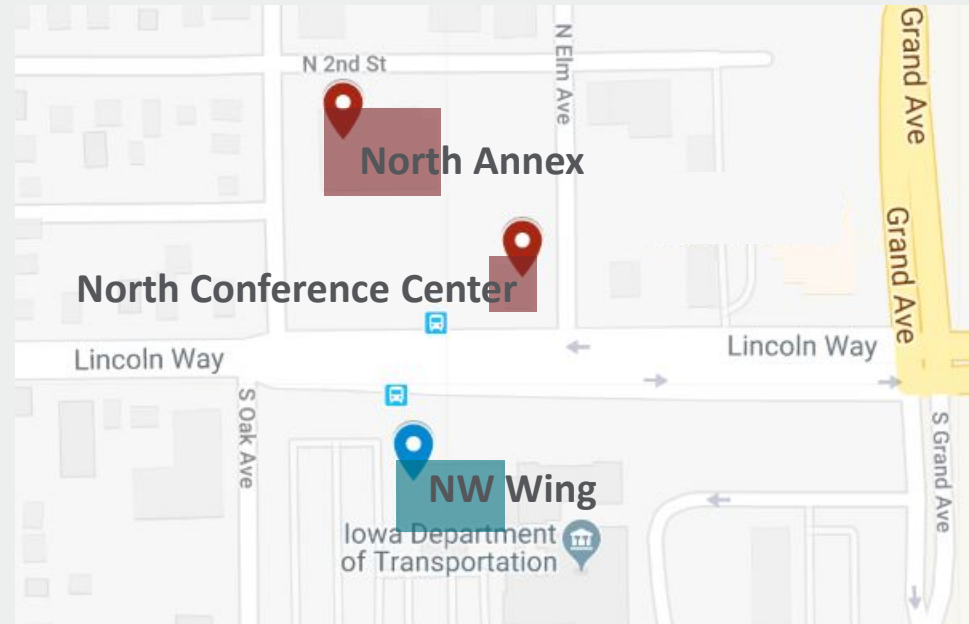 Grand Ave
N Elm Ave
N 2nd St
North Annex
Grand Ave
North Conference Center
Lincoln Way
Lincoln Way
S Oak Ave
S Grand Ave
NW Wing
Iowa Department
of Transportation